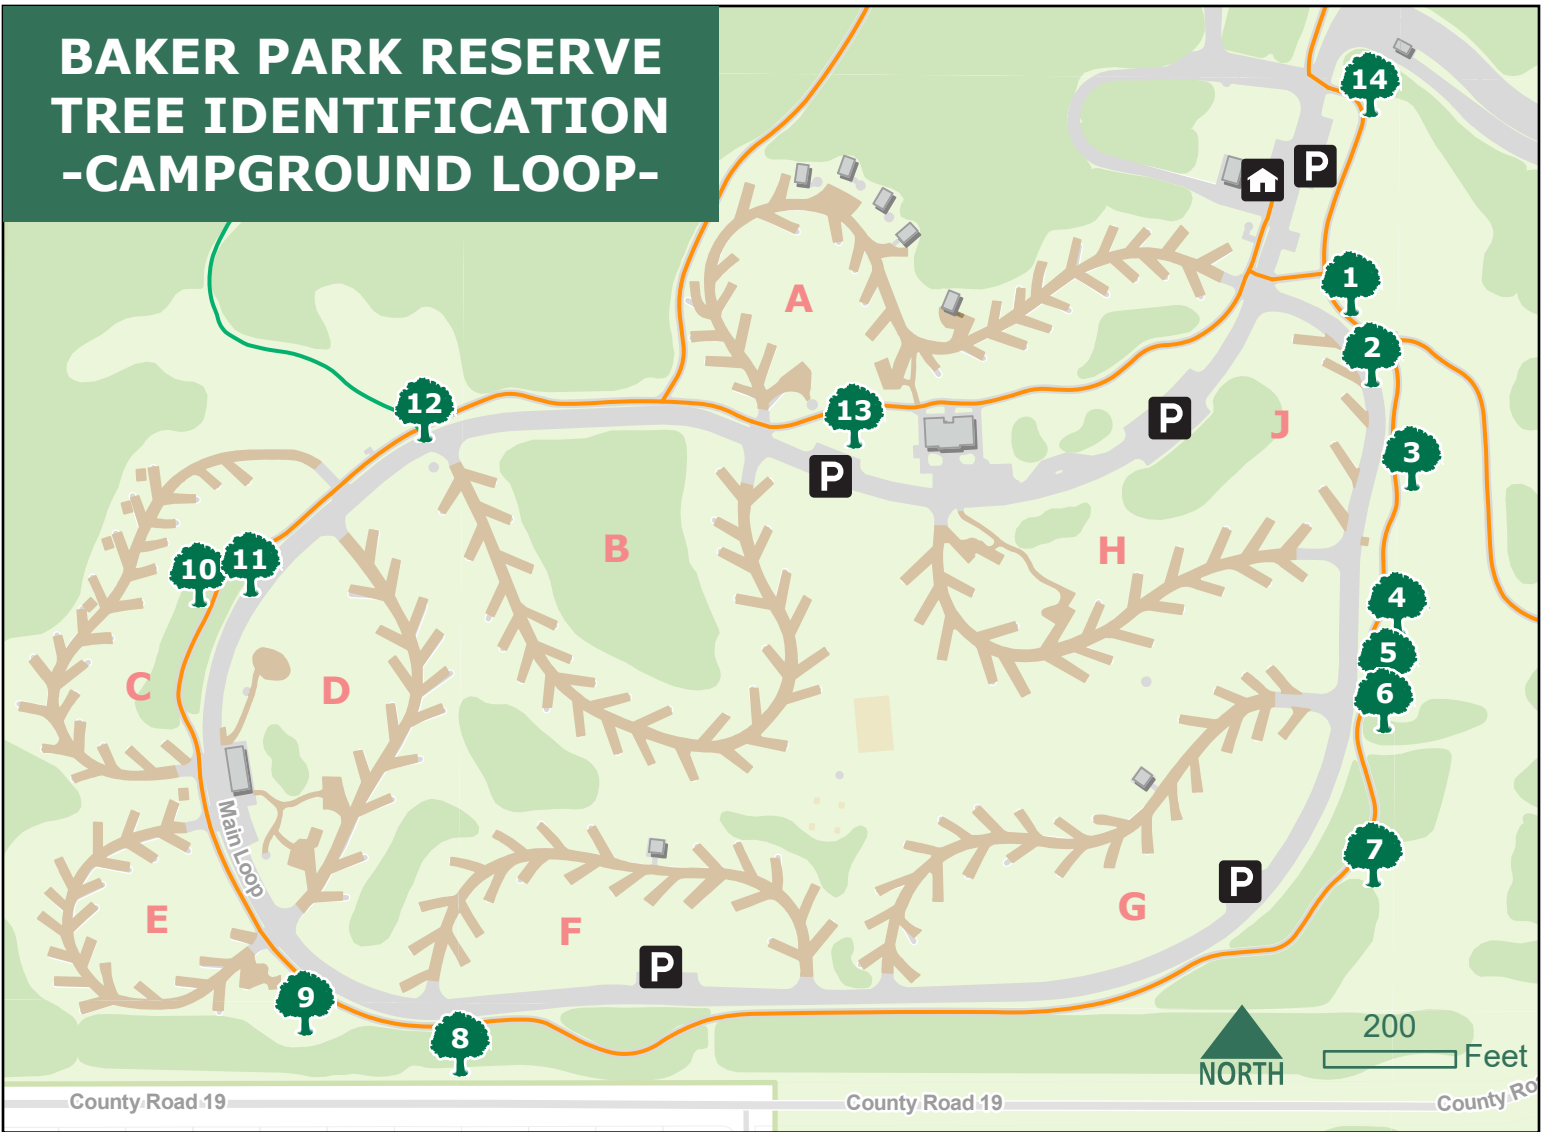 BAKER PARK RESERVE
TREE IDENTIFICATION
-CAMPGROUND LOOP-
14
P
1
A
2
12
13
P
J
3
P
B
H
11
10
4
5
C
D
6
Main Loop
7
P
G
E
F
P
9
8
200
Feet
NORTH
County Road 19
County Road 19
County Ro